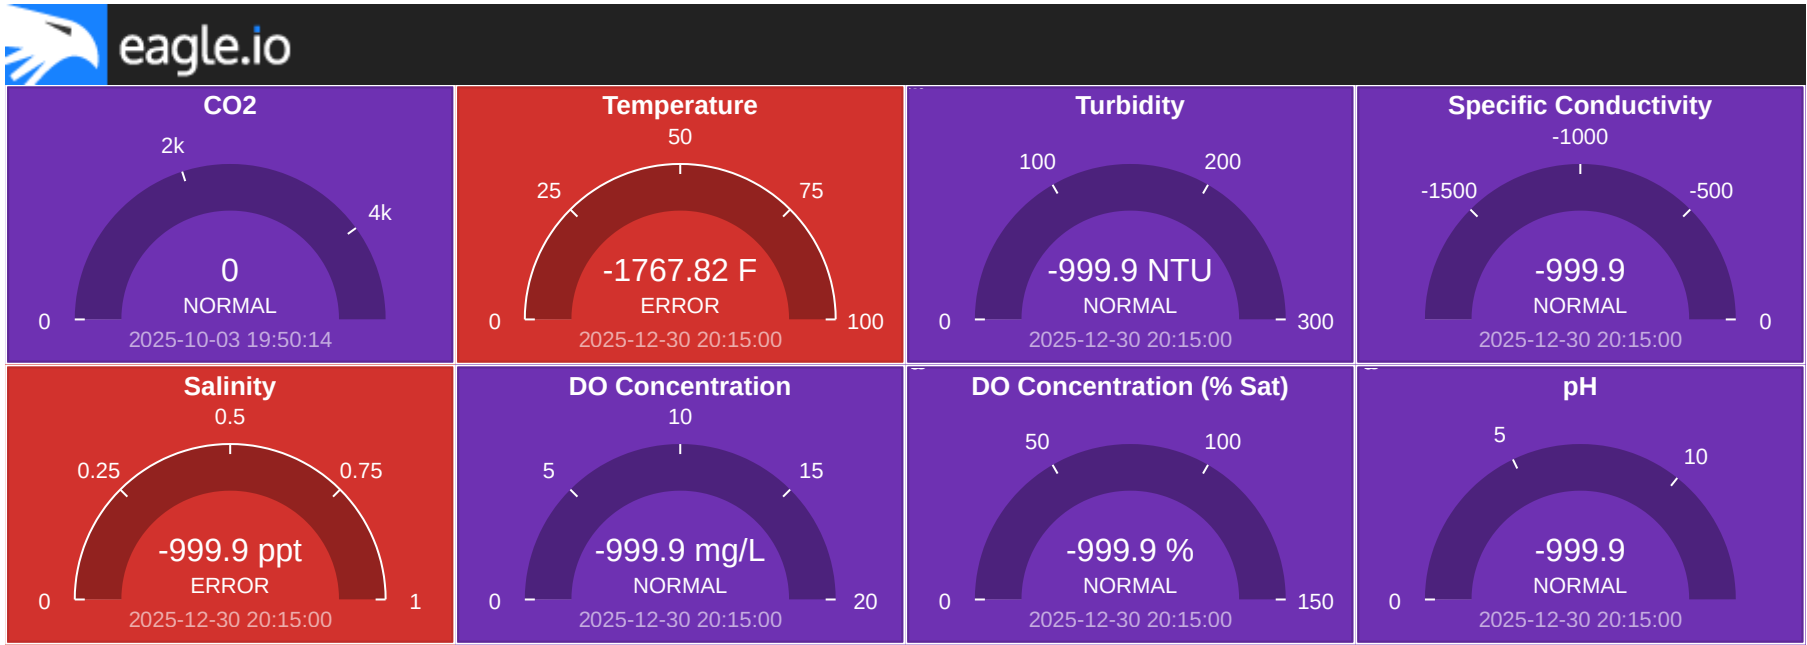 eagle.io
CO2
2k
4k
0
NORMAL
0
2025-10-03 19:50:14
Temperature
50
25
75
-1767.82 F
ERROR
0
100
2025-12-30 20:15:00
Turbidity
100
200
-999.9 NTU
NORMAL
0
300
2025-12-30 20:15:00
Specific Conductivity
-1000
-1500
-500
-999.9
NORMAL
0
2025-12-30 20:15:00
Salinity
0.5
0.25
0.75
-999.9 ppt
ERROR
0
1
2025-12-30 20:15:00
DO Concentration
10
5
15
-999.9 mg/L
NORMAL
0
20
2025-12-30 20:15:00
DO Concentration (% Sat)
50
100
-999.9 %
NORMAL
0
150
2025-12-30 20:15:00
pH
5
10
-999.9
NORMAL
0
2025-12-30 20:15:00